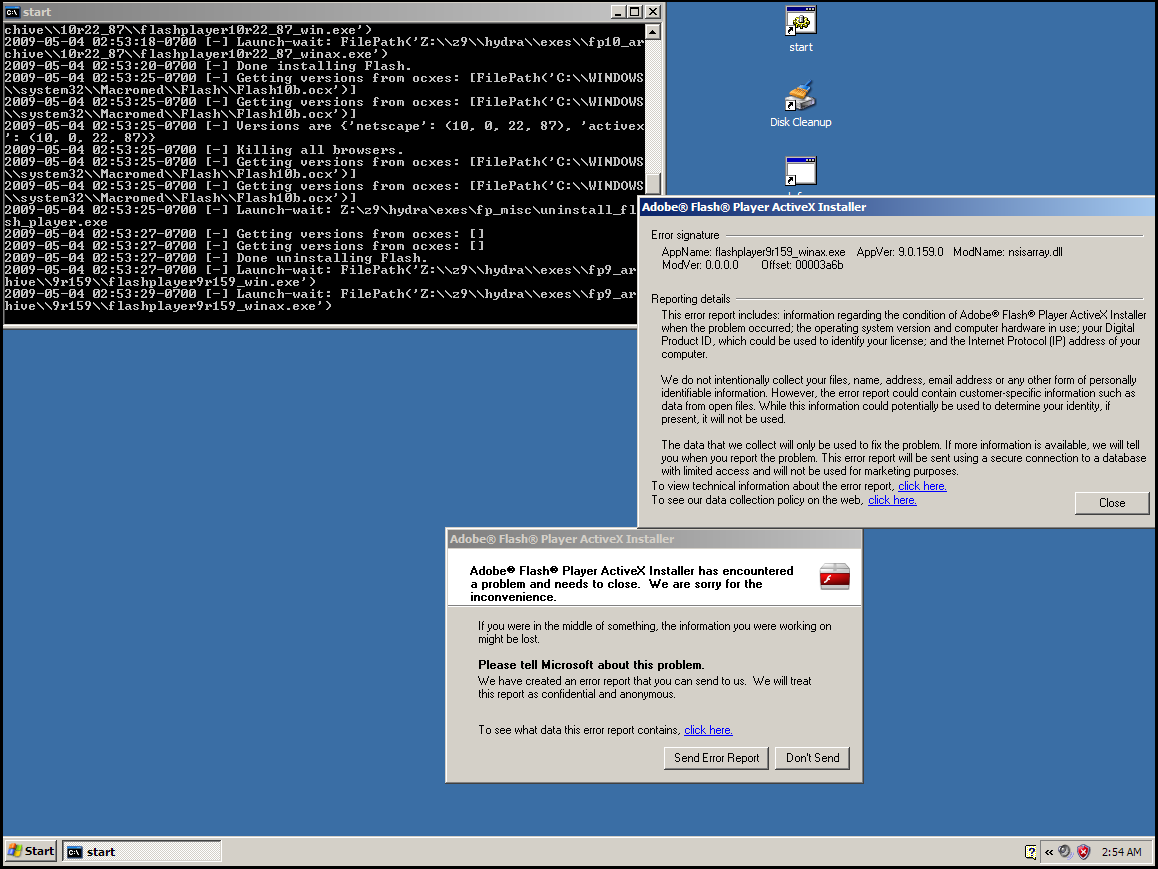 start
chive\\10r22_87\\flashplayer10r22_87_win.exe')
2009-05-04 02:53:18-0700 [-] Launch-wait: FilePath('Z:\\z9\\hydra\\exes\\fp10_ar
chive\\10r22_87\\flashplayer10r22_87_winax.exe')
2009-05-04 02:53:20-0700 [-] Done installing Flash.
2009-05-04 02:53:25-0700 [-] Getting versions from ocxes: [FilePath('C:\\WINDOWS
\\system32\\Macromed\\Flash\\Flash10b.ocx')]
2009-05-04 02:53:25-0700 [-] Getting versions from ocxes: [FilePath('C:\\WINDOWS
\\system32\\Macromed\\Flash\\Flash10b.ocx')]
2009-05-04 02:53:25-0700 [-] Versions are {'netscape': (10, 0, 22, 87), 'activex
': (10, 0, 22, 87)}
2009-05-04 02:53:25-0700 [-] Killing all browsers.
2009-05-04 02:53:26-0700 [-] Getting versions from ocxes: [FilePath('C:\\WINDOWS
\\system32\\Macromed\\Flash\\Flash10b.ocx')]
2009-05-04 02:53:26-0700 [-] Getting versions from ocxes: [FilePath('C:\\WINDOWS
\\system32\\Macromed\\Flash\\Flash10b.ocx')]
2009-05-04 02:53:26-0700 [-] Launch-wait: Z:\z9\hydra\exes\fp_misc\uninstall_fl
sh_player.exe
2009-05-04 02:53:27-0700 [-] Getting versions from ocxes: []
2009-05-04 02:53:27-0700 [-] Getting versions from ocxes: []
2009-05-04 02:53:27-0700 [-] Done uninstalling Flash.
2009-05-04 02:53:27-0700 [-] Launch-wait: FilePath('Z:\\z9\\hydra\\exes\\fp9_ar
hive\\9r159\\flashplayer9r159_win.exe')
2009-05-04 02:53:29-0700 [-] Launch-wait: FilePath('Z:\\z9\\hydra\\exes\\fp9_ar
hive\\9r159\\flashplayer9r159_winax.exe')
start
Disk Cleanup
Adobe® Flash® Player ActiveX Installer
Error signature
AppName: flashplayer9r159_winax.exe AppVer: 9.0.159.0 ModName: nsisarray.dll
ModVer: 0.0.0.0 Offset: 00003a6b
Reporting details
This error report includes: information regarding the condition of Adobe® Flash® Player ActiveX Installer
when the problem occurred; the operating system version and computer hardware in use; your Digital
Product ID, which could be used to identify your license; and the Internet Protocol (IP) address of your
computer.
We do not intentionally collect your files, name, address, email address or any other form of personally
identifiable information. However, the error report could contain customer-specific information such as
data from open files. While this information could potentially be used to determine your identity, if
present, it will not be used.
The data that we collect will only be used to fix the problem. If more information is available, we will tell
you when you report the problem. This error report will be sent using a secure connection to a database
with limited access and will not be used for marketing purposes.
To view technical information about the error report, click here.
To see our data collection policy on the web, click here.
Close
Adobe® Flash® Player ActiveX Installer
Adobe® Flash® Player ActiveX Installer has encountered
a problem and needs to close. We are sorry for the
inconvenience.
If you were in the middle of something, the information you were working on
might be lost.
Please tell Microsoft about this problem.
We have created an error report that you can send to us. We will treat
this report as confidential and anonymous.
To see what data this error report contains, click here.
Send Error Report
Don't Send
Start
start
2:54 AM